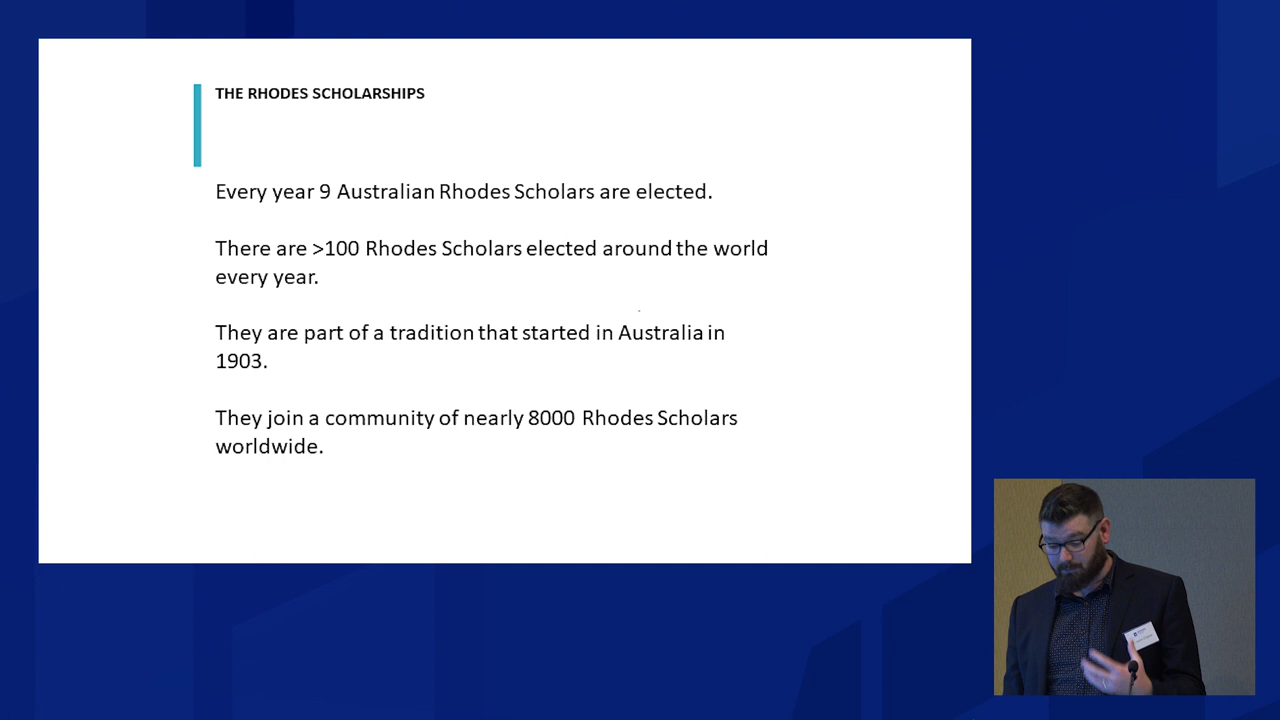 THE RHODES SCHOLARSHIPS
Every year 9 Australian Rhodes Scholars are elected.
There are >100 Rhodes Scholars elected around the world
every year.
They are part of a tradition that started in Australia in
1903.
They join a community of nearly 8000 Rhodes Scholars
worldwide.